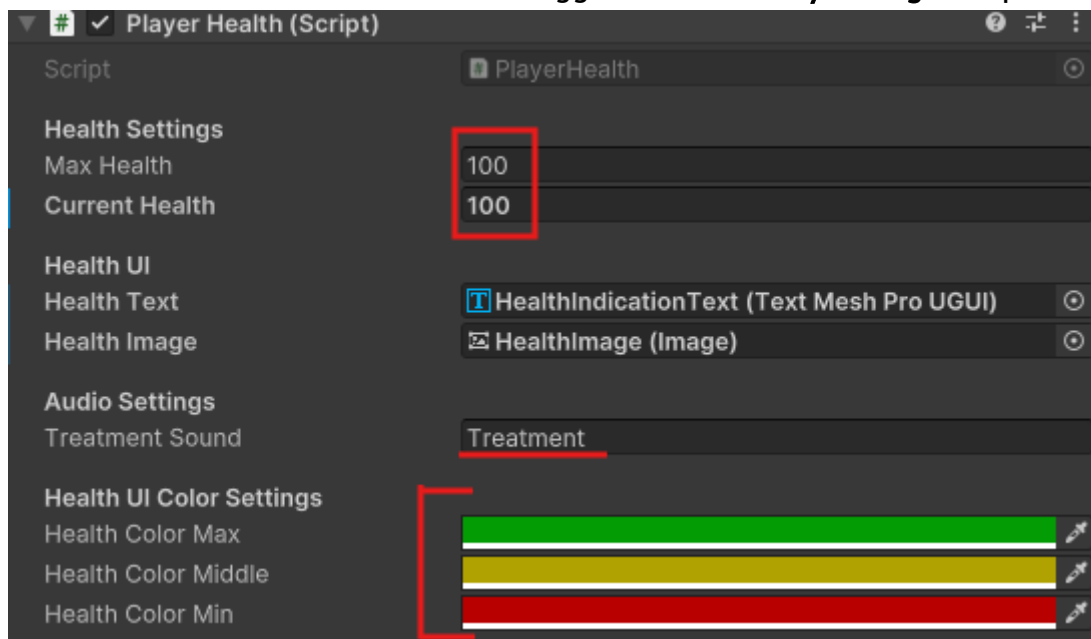 Player Health (Script)
Script PlayerHealth
Health Settings
Max Health 100
Current Health 100
Health UI
Health Text HealthIndicationText (Text Mesh Pro UGUI)
Health Image HealthImage (Image)
Audio Settings
Treatment Sound Treatment
Health UI Color Settings
Health Color Max
Health Color Middle
Health Color Min